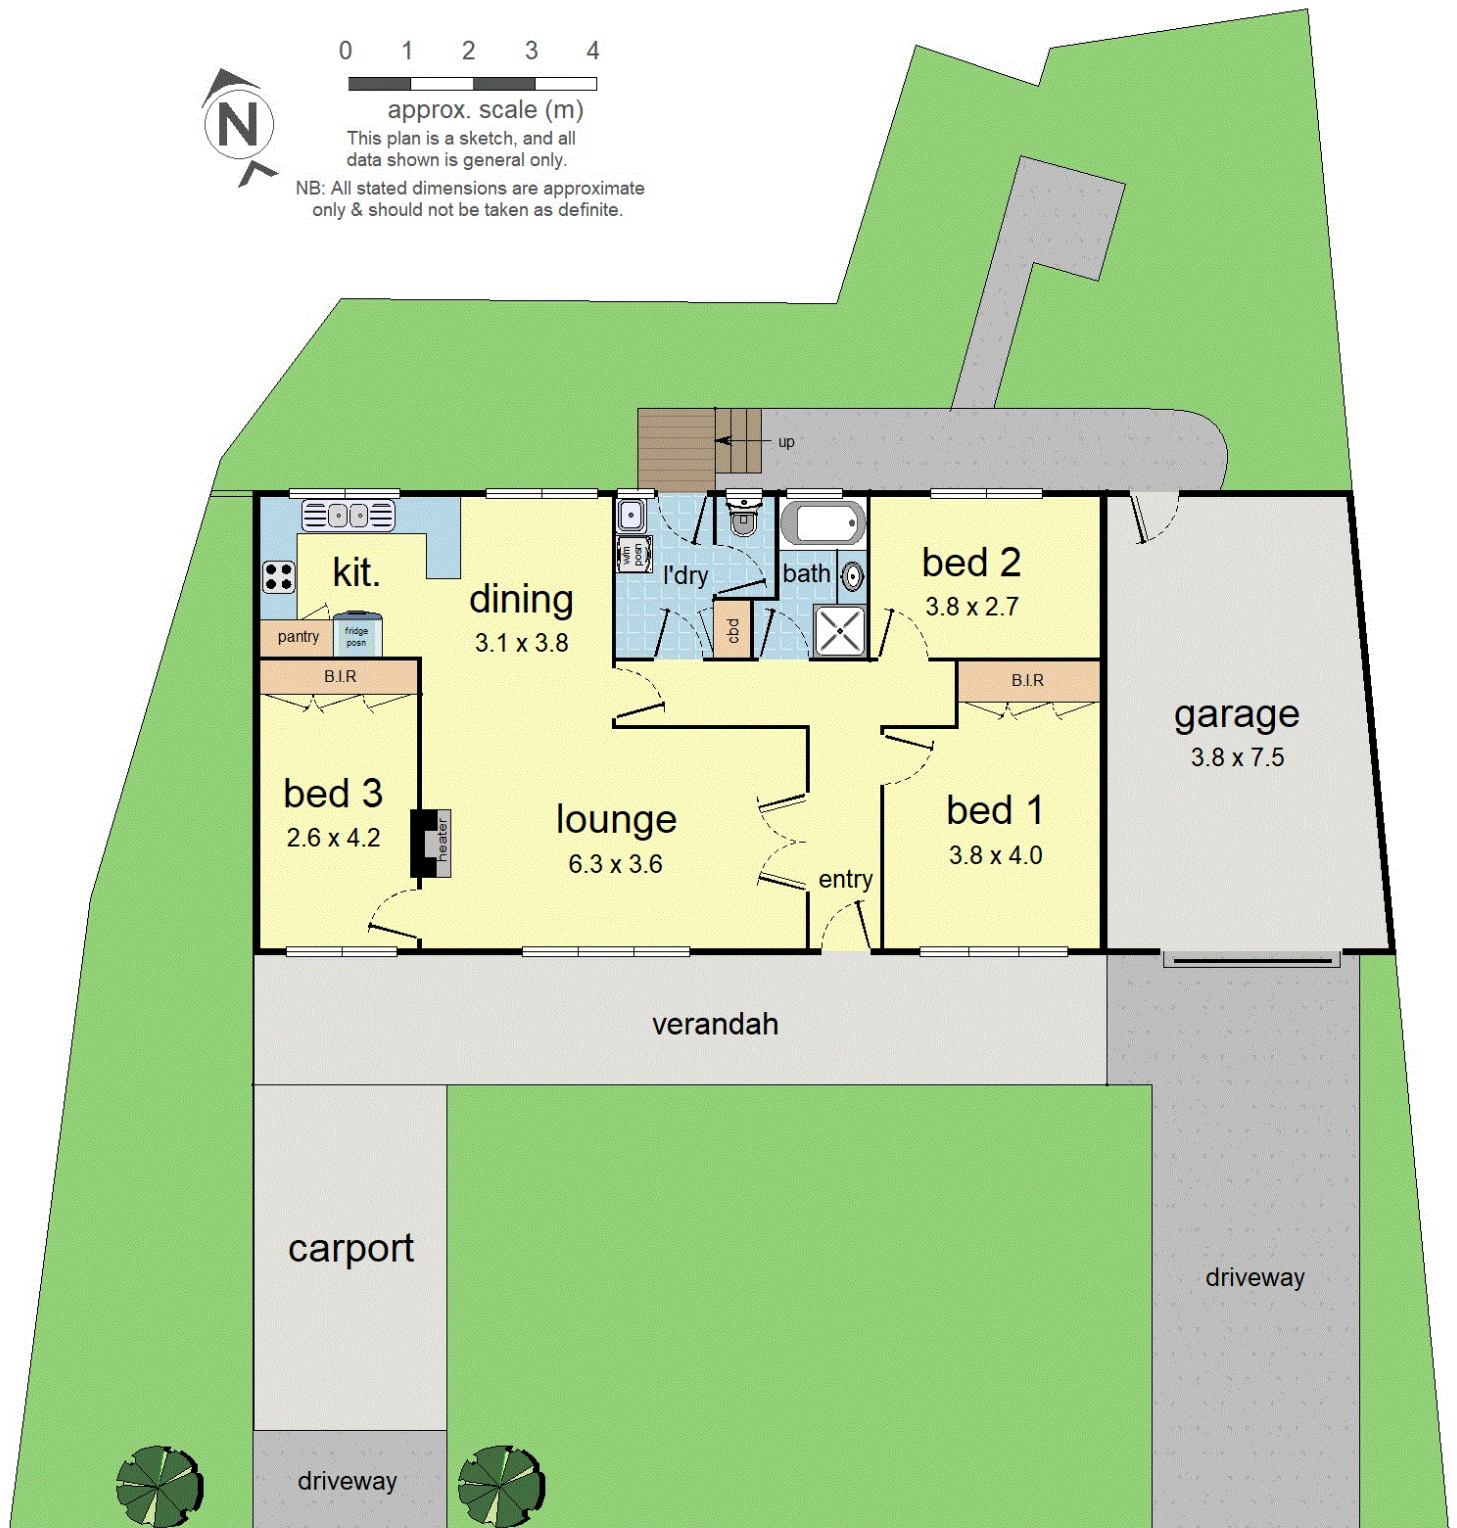 0 1 2 3 4
N
approx. scale (m)
This plan is a sketch, and all
data shown is general only.
NB: All stated dimensions are approximate
only & should not be taken as definite.
up
kit.
dining
3.1 x 3.8
w/m
posn
l'dry
bath
bed 2
3.8 x 2.7
pantry
fridge
posn
cbd
B.I.R
B.I.R
garage
3.8 x 7.5
bed 3
2.6 x 4.2
heater
lounge
6.3 x 3.6
bed 1
3.8 x 4.0
entry
verandah
carport
driveway
driveway